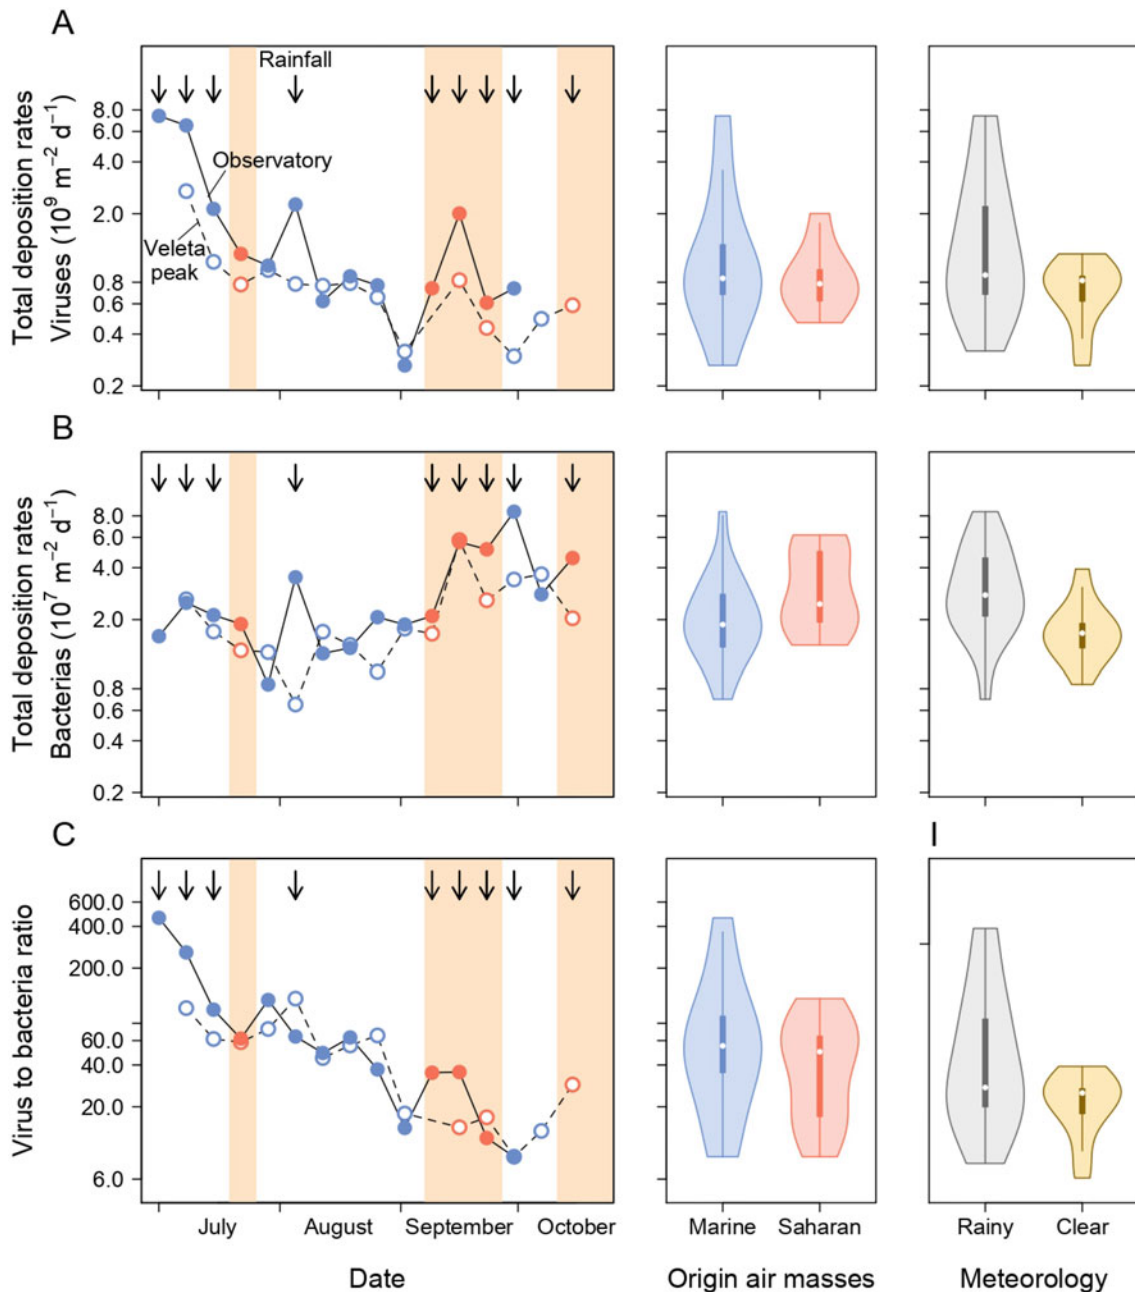 A
Rainfall
Total deposition rates
Viruses (10⁹ m⁻² d⁻¹)
8.0
6.0
4.0
2.0
0.8
0.6
0.4
0.2
Observatory
Veleta
peak
B
Total deposition rates
Bacterias (10⁷ m⁻² d⁻¹)
8.0
6.0
4.0
2.0
0.8
0.6
0.4
0.2
C
I
Virus to bacteria ratio
600.0
400.0
200.0
60.0
40.0
20.0
6.0
July August September October
Marine Saharan
Rainy Clear
Date
Origin air masses
Meteorology